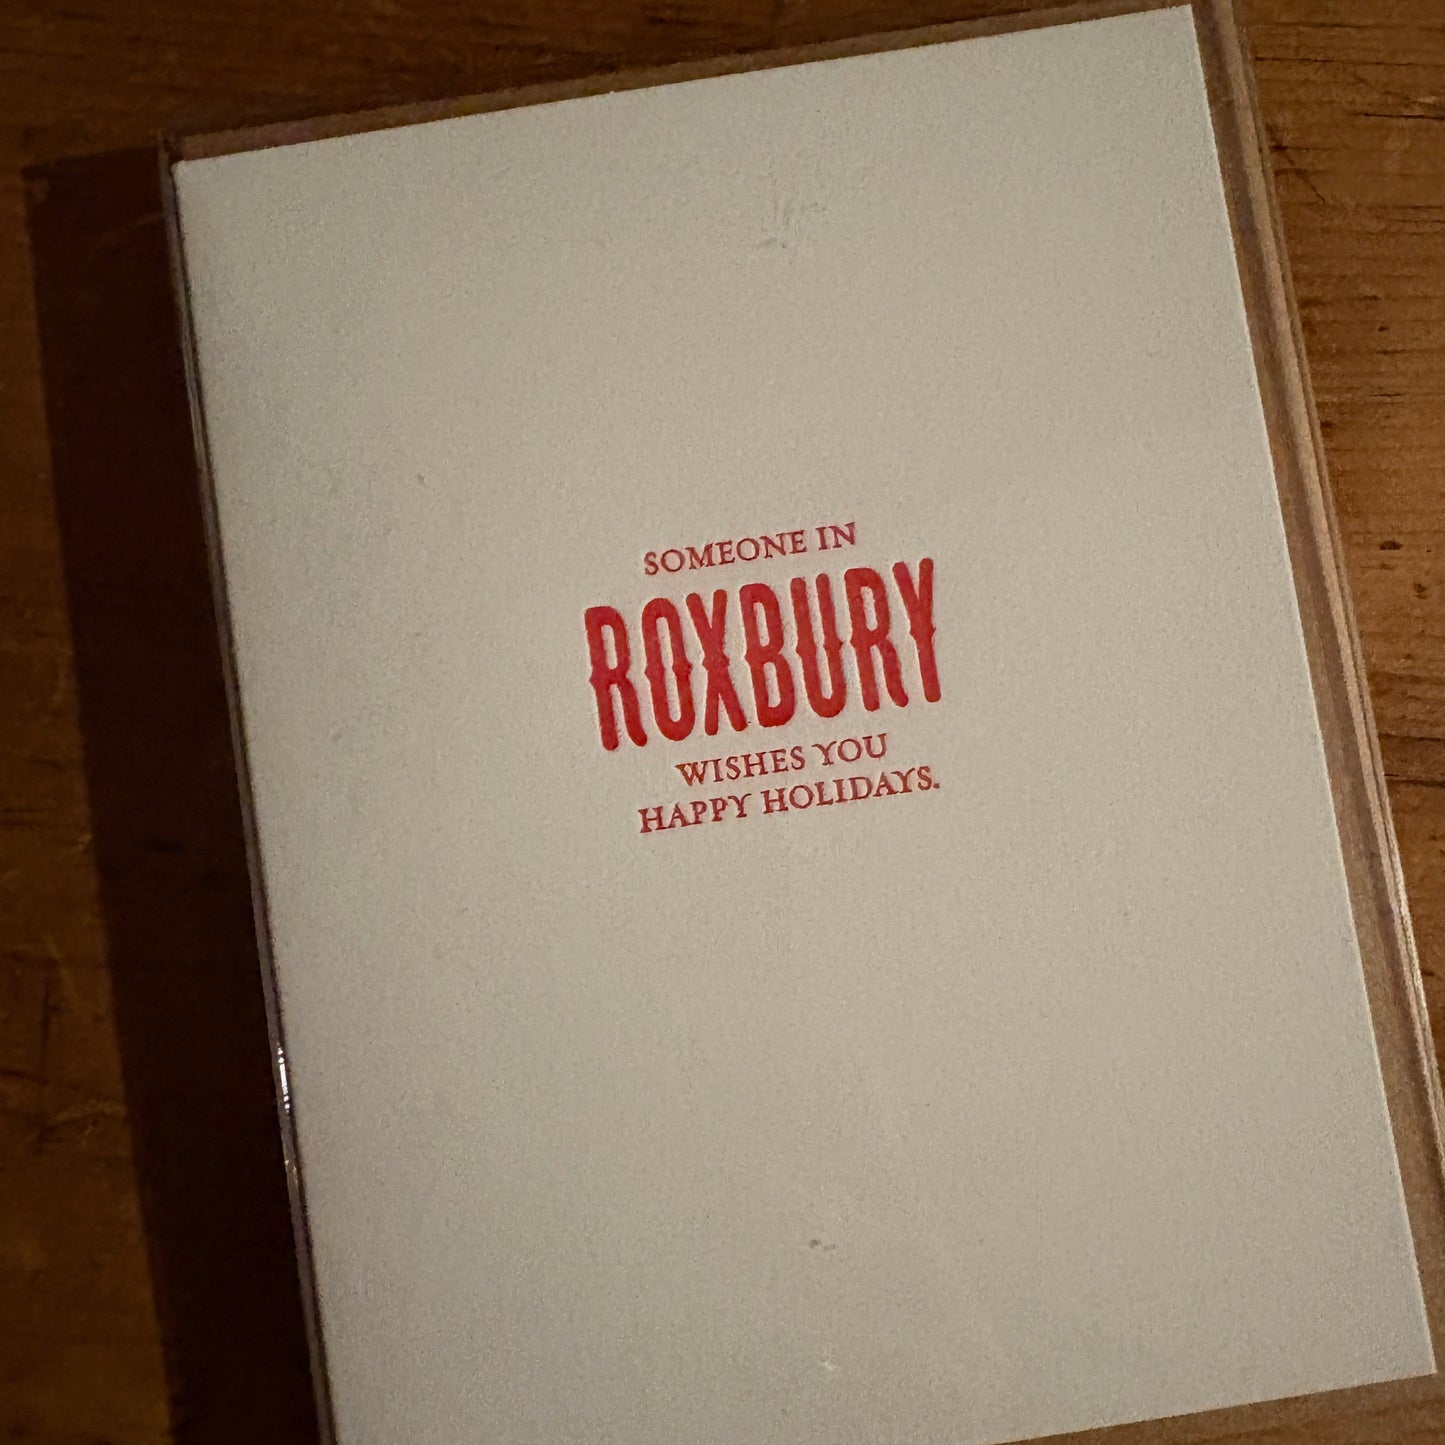 SOMEONE IN
ROXBURY
WISHES YOU
HAPPY HOLIDAYS.